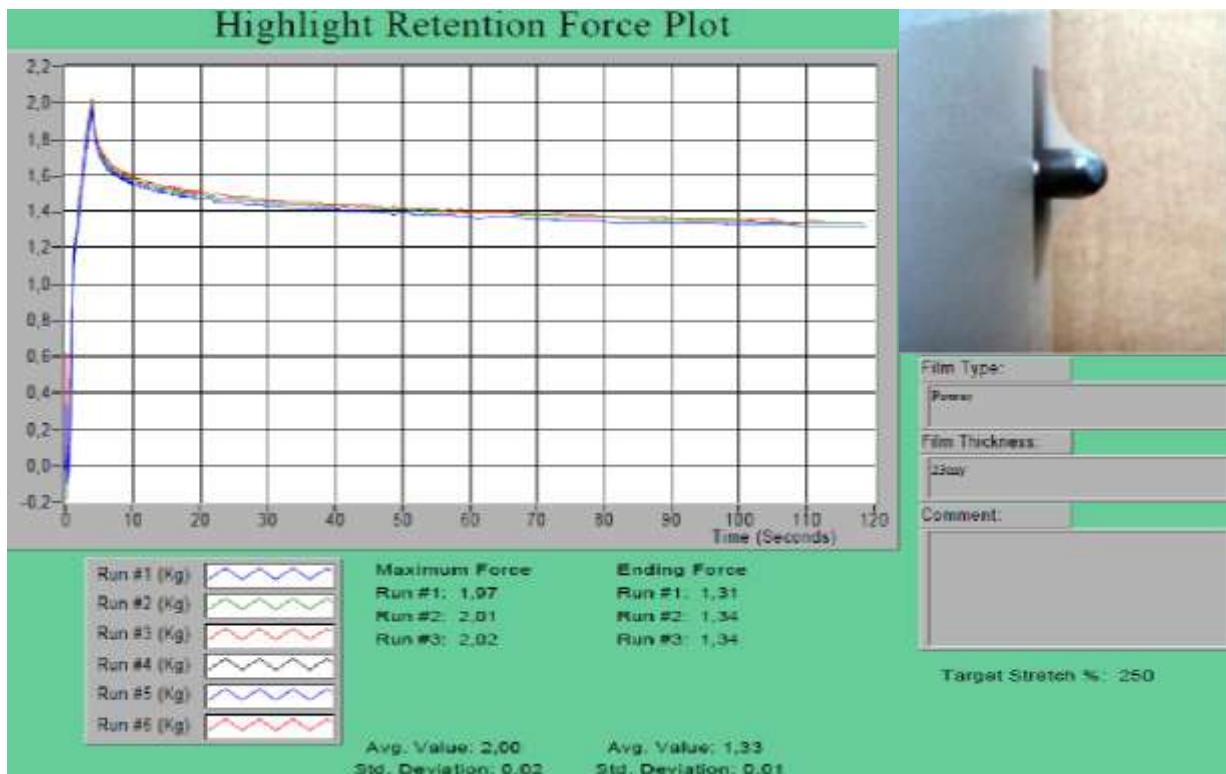 Highlight Retention Force Plot
2,2
2,0
1,8
1,6
1,4
1,2
1,0
0,8
0,6
0,4
0,2
0,0
-0,2
0 10 20 30 40 50 60 70 80 90 100 110 120
Time (Seconds)
Film Type:
Power
Film Thickness:
23my
Comment:
Target Stretch %: 250
Run #1 (Kg)
Run #2 (Kg)
Run #3 (Kg)
Run #4 (Kg)
Run #5 (Kg)
Run #6 (Kg)
Maximum Force
Run #1: 1,97
Run #2: 2,01
Run #3: 2,02
Avg. Value: 2,00
Std. Deviation: 0,02
Ending Force
Run #1: 1,31
Run #2: 1,34
Run #3: 1,34
Avg. Value: 1,33
Std. Deviation: 0,01